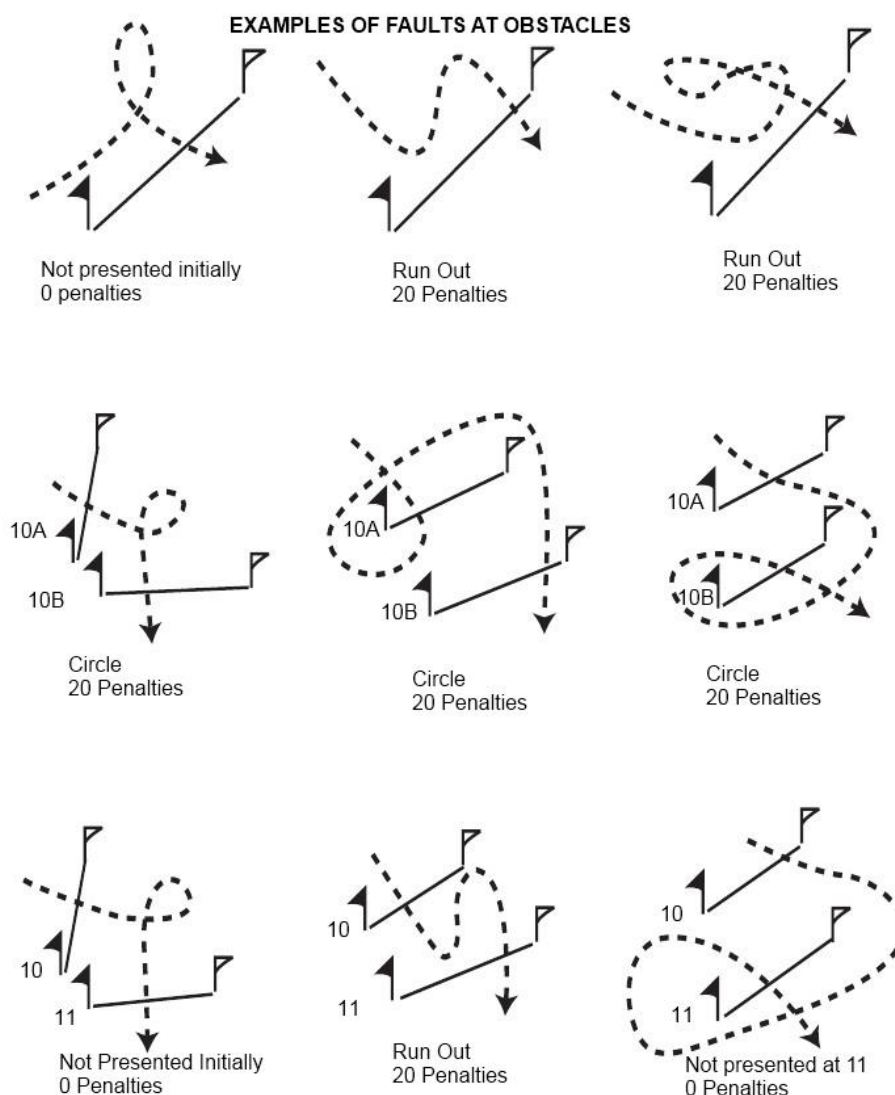 EXAMPLES OF FAULTS AT OBSTACLES
Not presented initially
0 penalties
Run Out
20 Penalties
Run Out
20 Penalties
10A
10B
Circle
20 Penalties
10A
10B
Circle
20 Penalties
10A
10B
Circle
20 Penalties
10
11
Not Presented Initially
0 Penalties
10
11
Run Out
20 Penalties
10
11
Not presented at 11
0 Penalties